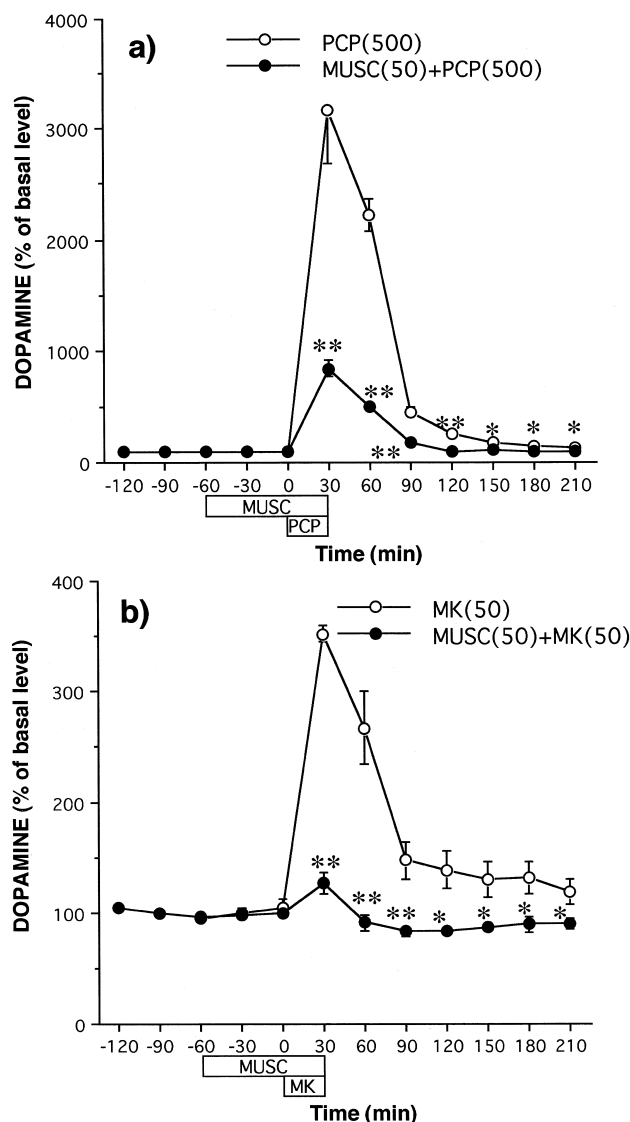 4000
a)
PCP(500)
MUSC(50)+PCP(500)
3000
2000
1000
0
DOPAMINE (% of basal level)
**
**
**
**
*
*
*
-120 -90 -60 -30 0 30 60 90 120 150 180 210
MUSC
PCP
Time (min)
400
b)
MK(50)
MUSC(50)+MK(50)
300
200
100
0
DOPAMINE (% of basal level)
**
**
**
*
*
*
*
-120 -90 -60 -30 0 30 60 90 120 150 180 210
MUSC
MK
Time (min)